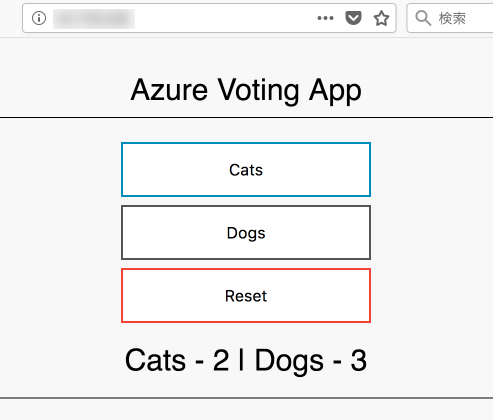 検索
Azure Voting App
Cats
Dogs
Reset
Cats - 2 | Dogs - 3